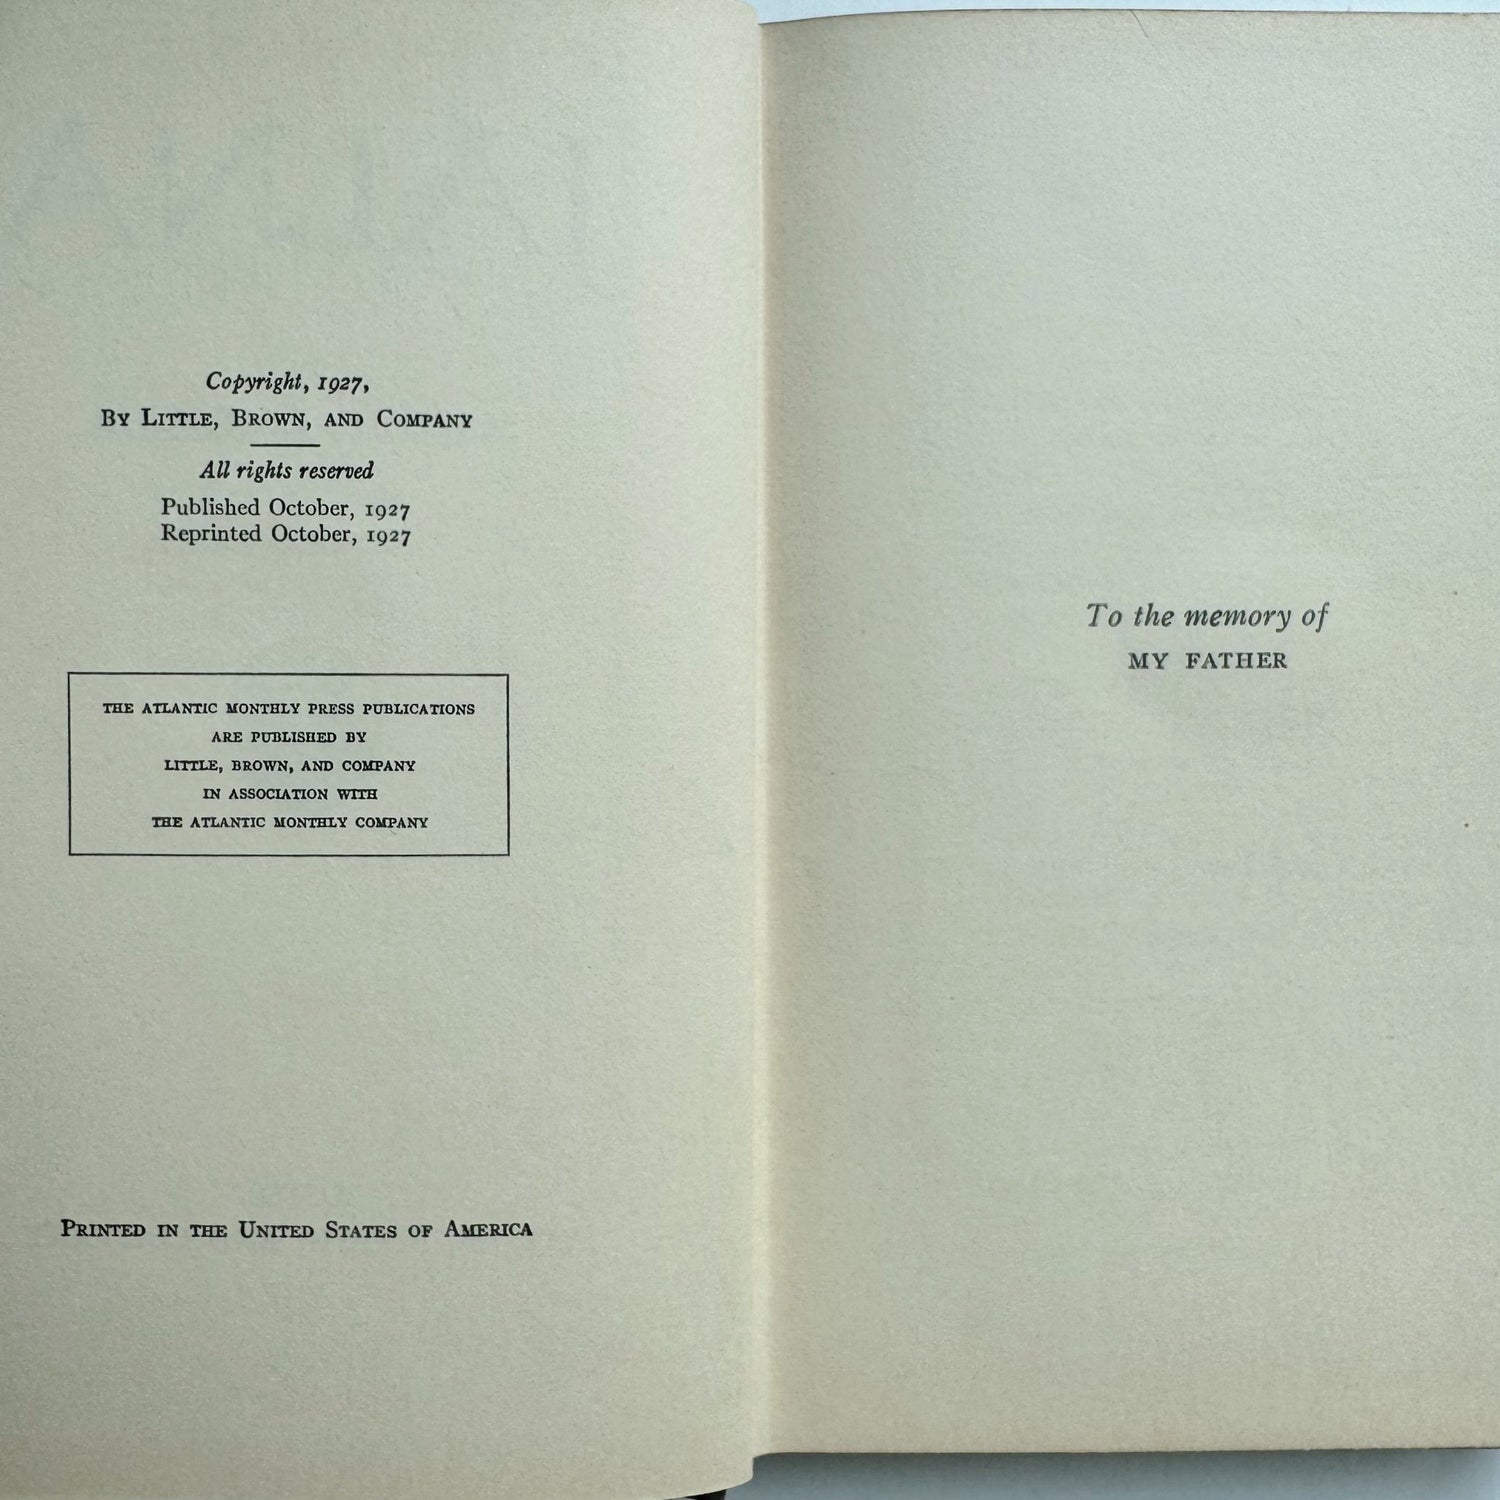 Copyright, 1927,
By Little, Brown, and Company
All rights reserved
Published October, 1927
Reprinted October, 1927
THE ATLANTIC MONTHLY PRESS PUBLICATIONS
ARE PUBLISHED BY
LITTLE, BROWN, AND COMPANY
IN ASSOCIATION WITH
THE ATLANTIC MONTHLY COMPANY
Printed in the United States of America
To the memory of
MY FATHER